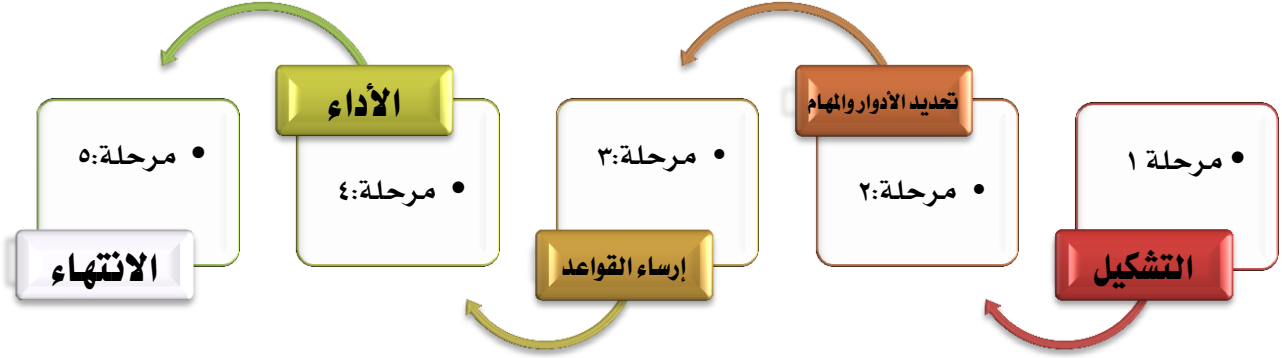 • مرحلة ١
التشكيل
تحديد الأدوار والمهام
• مرحلة:٢
• مرحلة:٣
إرساء القواعد
الأداء
• مرحلة:٤
• مرحلة:٥
الانتهاء